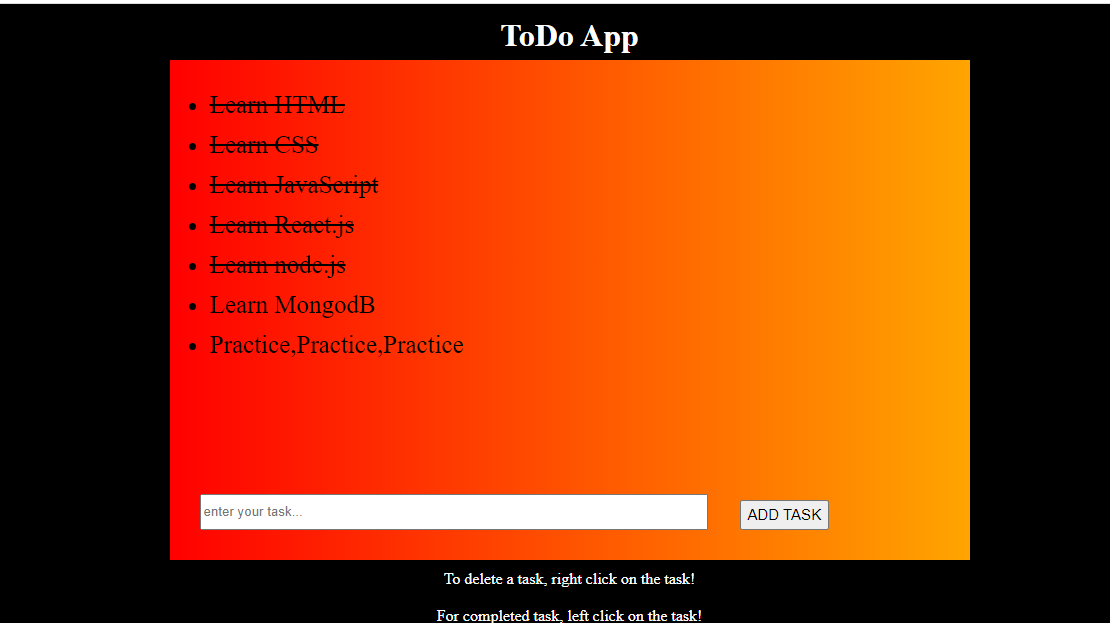 ToDo App
Learn HTML
Learn CSS
Learn JavaScript
Learn React.js
Learn node.js
Learn MongodB
Practice,Practice,Practice
enter your task...
ADD TASK
To delete a task, right click on the task!
For completed task, left click on the task!